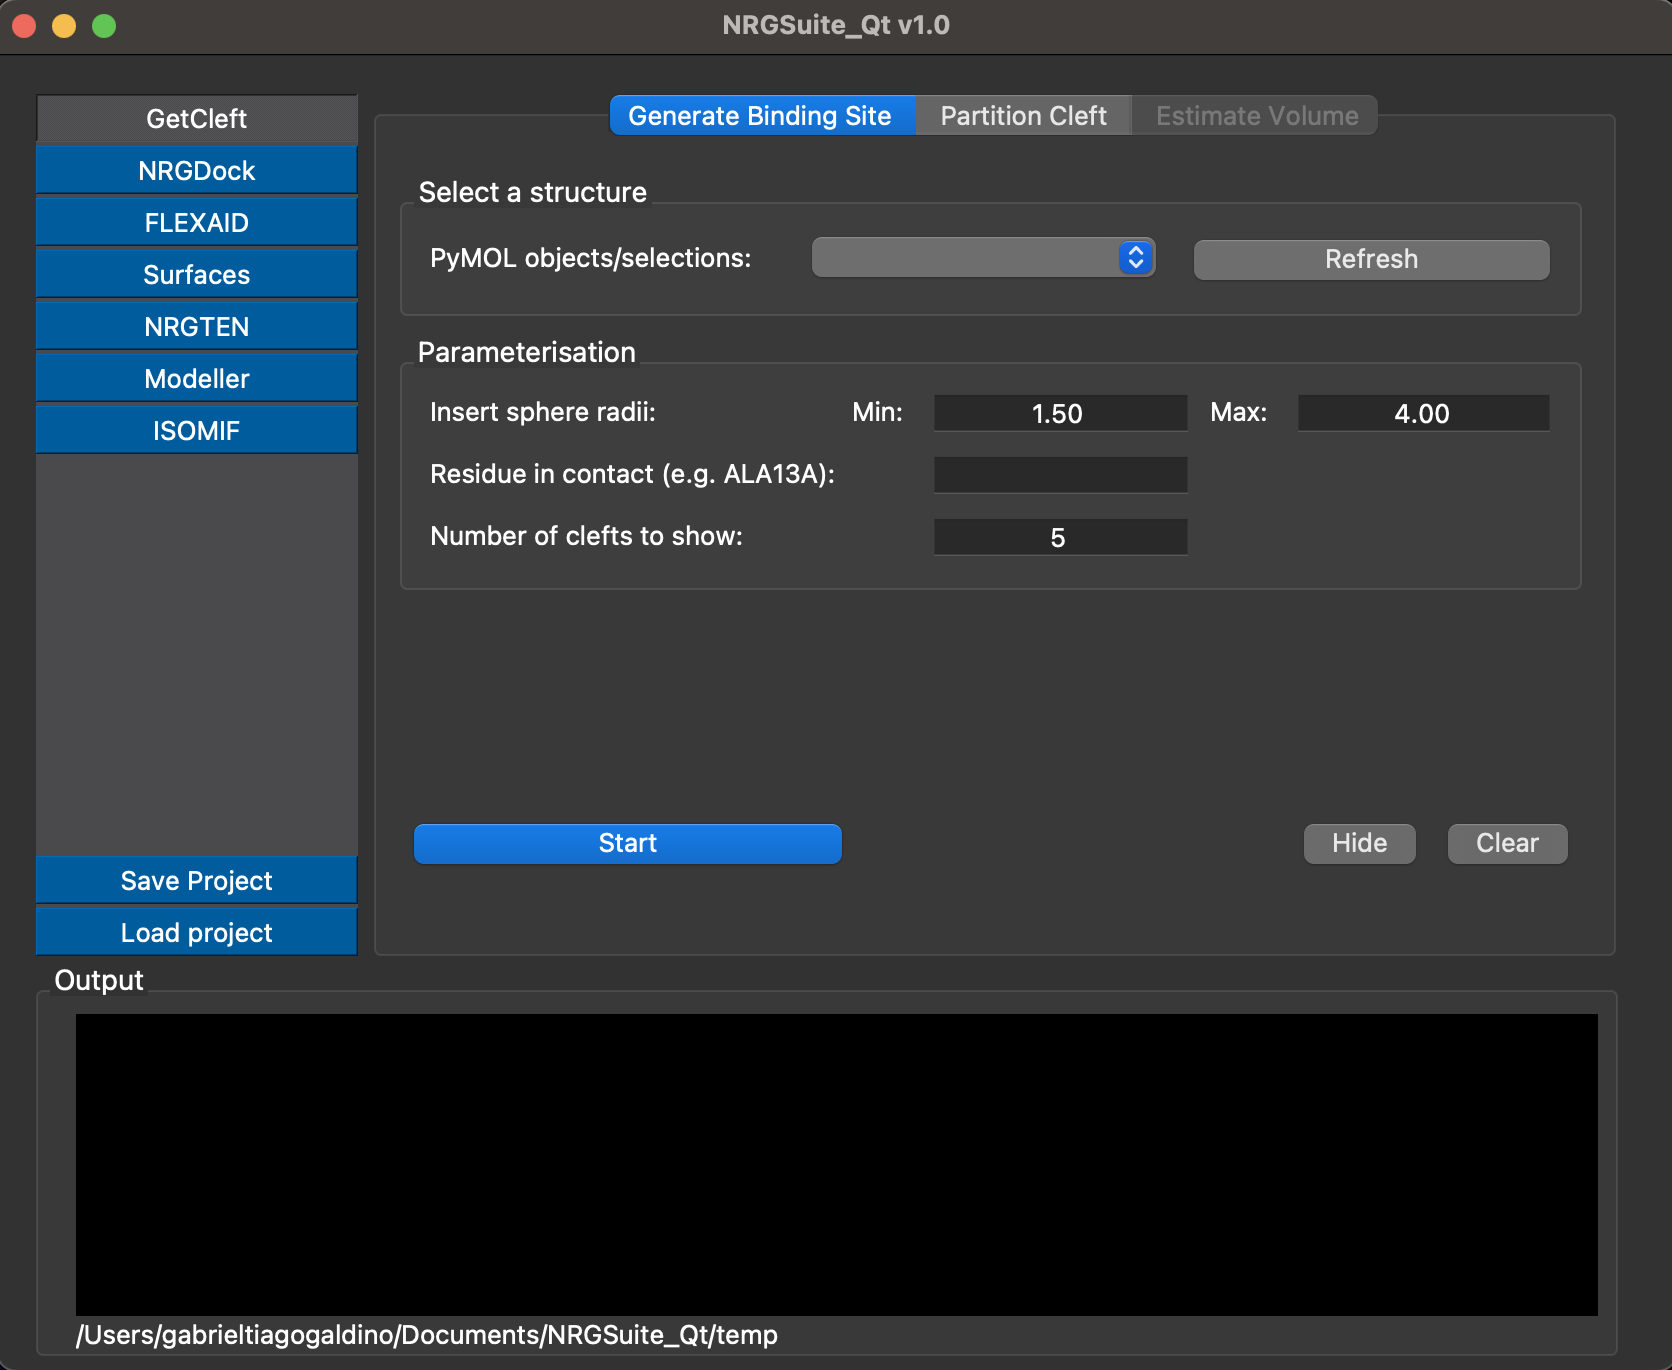 NRGSuite_Qt v1.0
GetCleft
NRGDock
FLEXAID
Surfaces
NRGTEN
Modeller
ISOMIF
Save Project
Load project
Generate Binding Site
Partition Cleft
Estimate Volume
Select a structure
PyMOL objects/selections:
Refresh
Parameterisation
Insert sphere radii: Min: 1.50 Max: 4.00
Residue in contact (e.g. ALA13A):
Number of clefts to show: 5
Start
Hide
Clear
Output
/Users/gabrieltiagogaldino/Documents/NRGSuite_Qt/temp